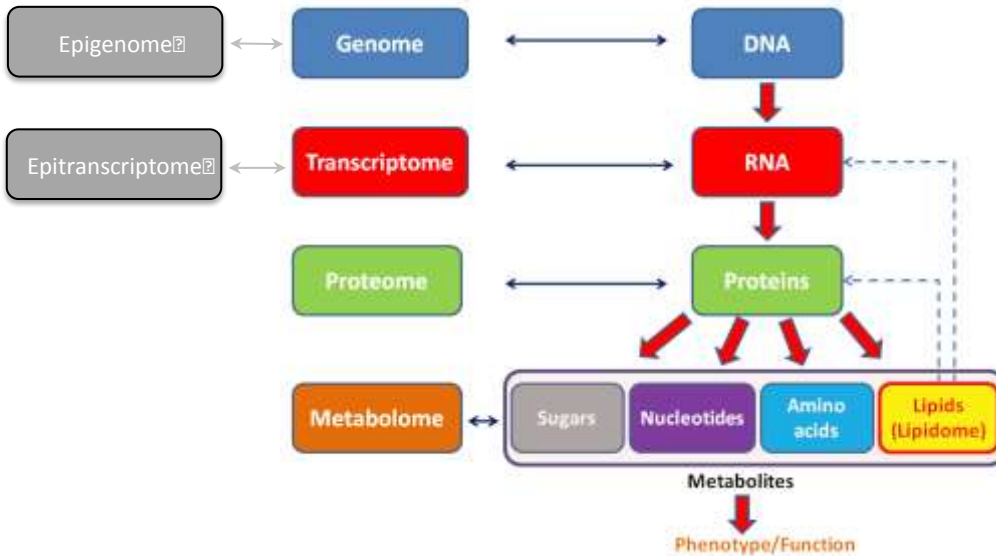 Epigenome
Genome
DNA
Epitranscriptome
Transcriptome
RNA
Proteome
Proteins
Metabolome
Sugars
Nucleotides
Amino
acids
Lipids
(Lipidome)
Metabolites
Phenotype/Function